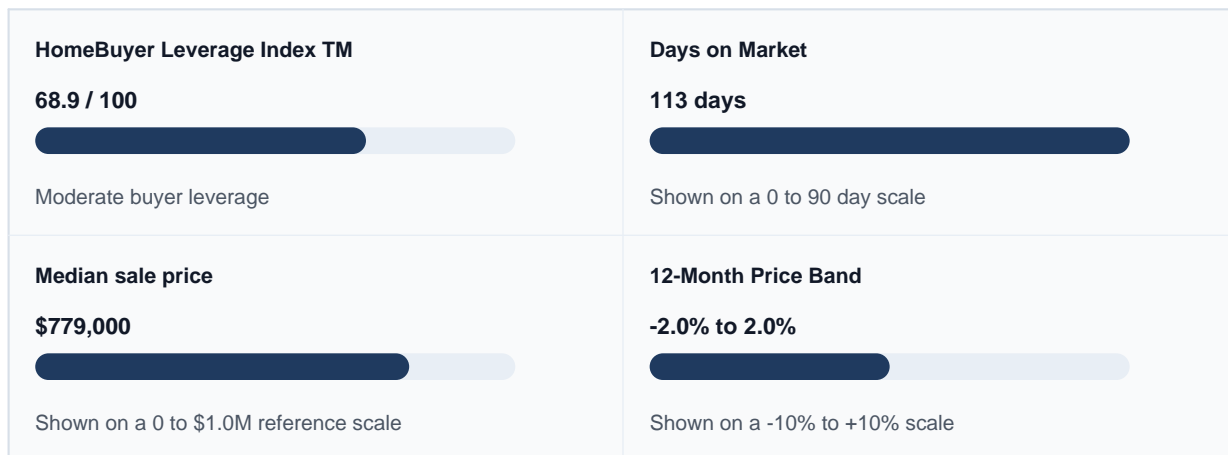 HomeBuyer Leverage Index TM
68.9 / 100
Moderate buyer leverage
Days on Market
113 days
Shown on a 0 to 90 day scale
Median sale price
$779,000
Shown on a 0 to $1.0M reference scale
12-Month Price Band
-2.0% to 2.0%
Shown on a -10% to +10% scale